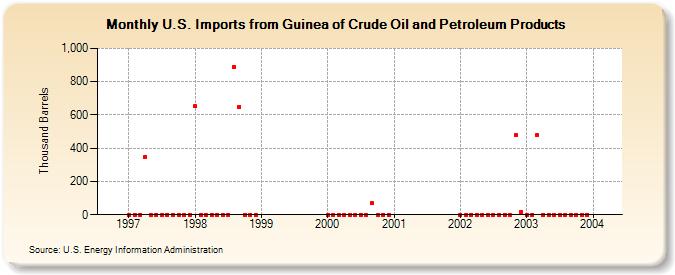 Monthly U.S. Imports from Guinea of Crude Oil and Petroleum Products
Thousand Barrels
1,000
800
600
400
200
0
1997 1998 1999 2000 2001 2002 2003 2004
Source: U.S. Energy Information Administration